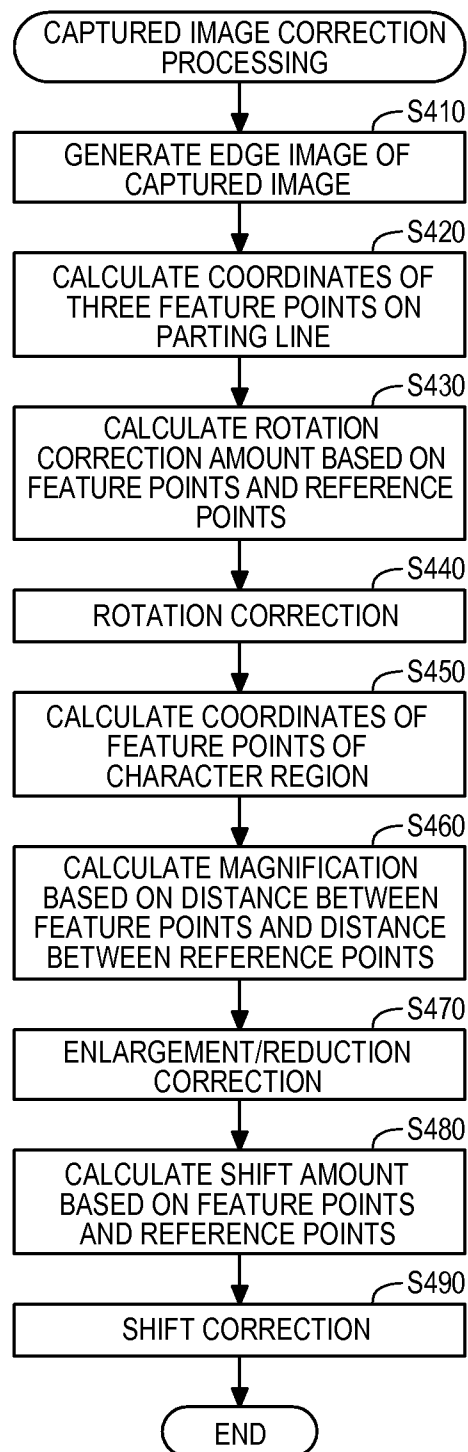 CAPTURED IMAGE CORRECTION
PROCESSING
S410
GENERATE EDGE IMAGE OF
CAPTURED IMAGE
S420
CALCULATE COORDINATES OF
THREE FEATURE POINTS ON
PARTING LINE
S430
CALCULATE ROTATION
CORRECTION AMOUNT BASED ON
FEATURE POINTS AND REFERENCE
POINTS
S440
ROTATION CORRECTION
S450
CALCULATE COORDINATES OF
FEATURE POINTS OF
CHARACTER REGION
S460
CALCULATE MAGNIFICATION
BASED ON DISTANCE BETWEEN
FEATURE POINTS AND DISTANCE
BETWEEN REFERENCE POINTS
S470
ENLARGEMENT/REDUCTION
CORRECTION
S480
CALCULATE SHIFT AMOUNT
BASED ON FEATURE POINTS
AND REFERENCE POINTS
S490
SHIFT CORRECTION
END